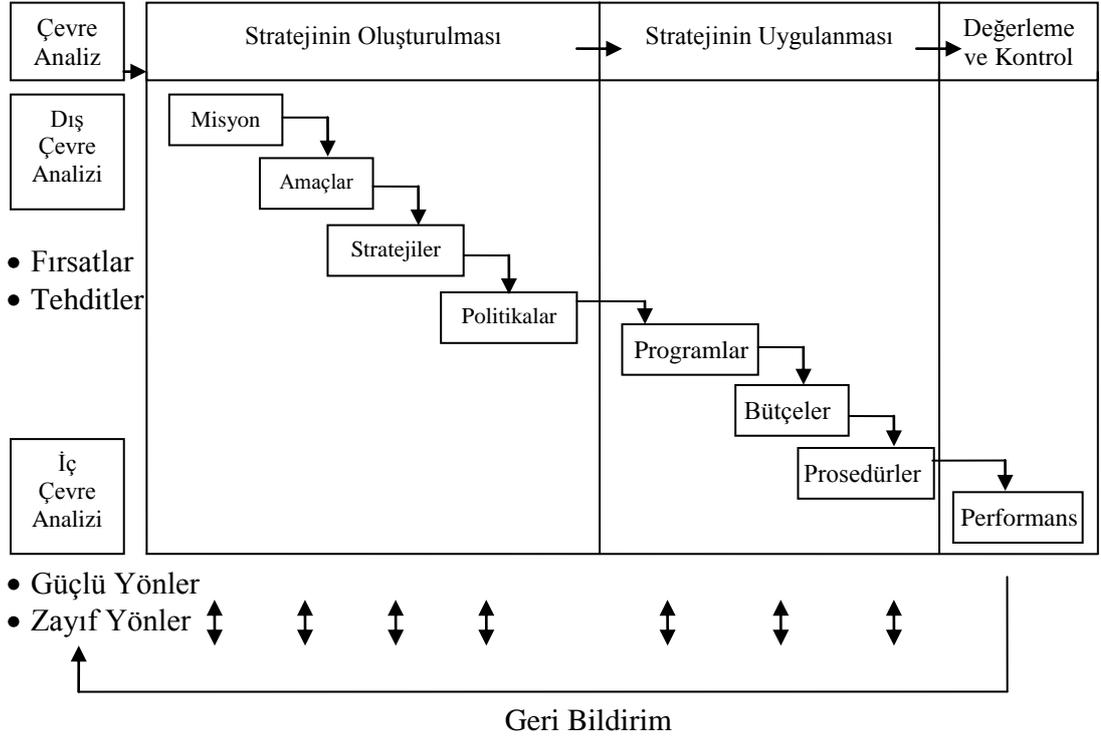 Çevre
Analiz
Stratejinin Oluşturulması
Stratejinin Uygulanması
Değerleme
ve Kontrol
Dış
Çevre
Analizi
• Fırsatlar
• Tehditler
Misyon
Amaçlar
Stratejiler
Politikalar
Programlar
Bütçeler
Prosedürler
Performans
İç
Çevre
Analizi
• Güçlü Yönler
• Zayıf Yönler
Geri Bildirim